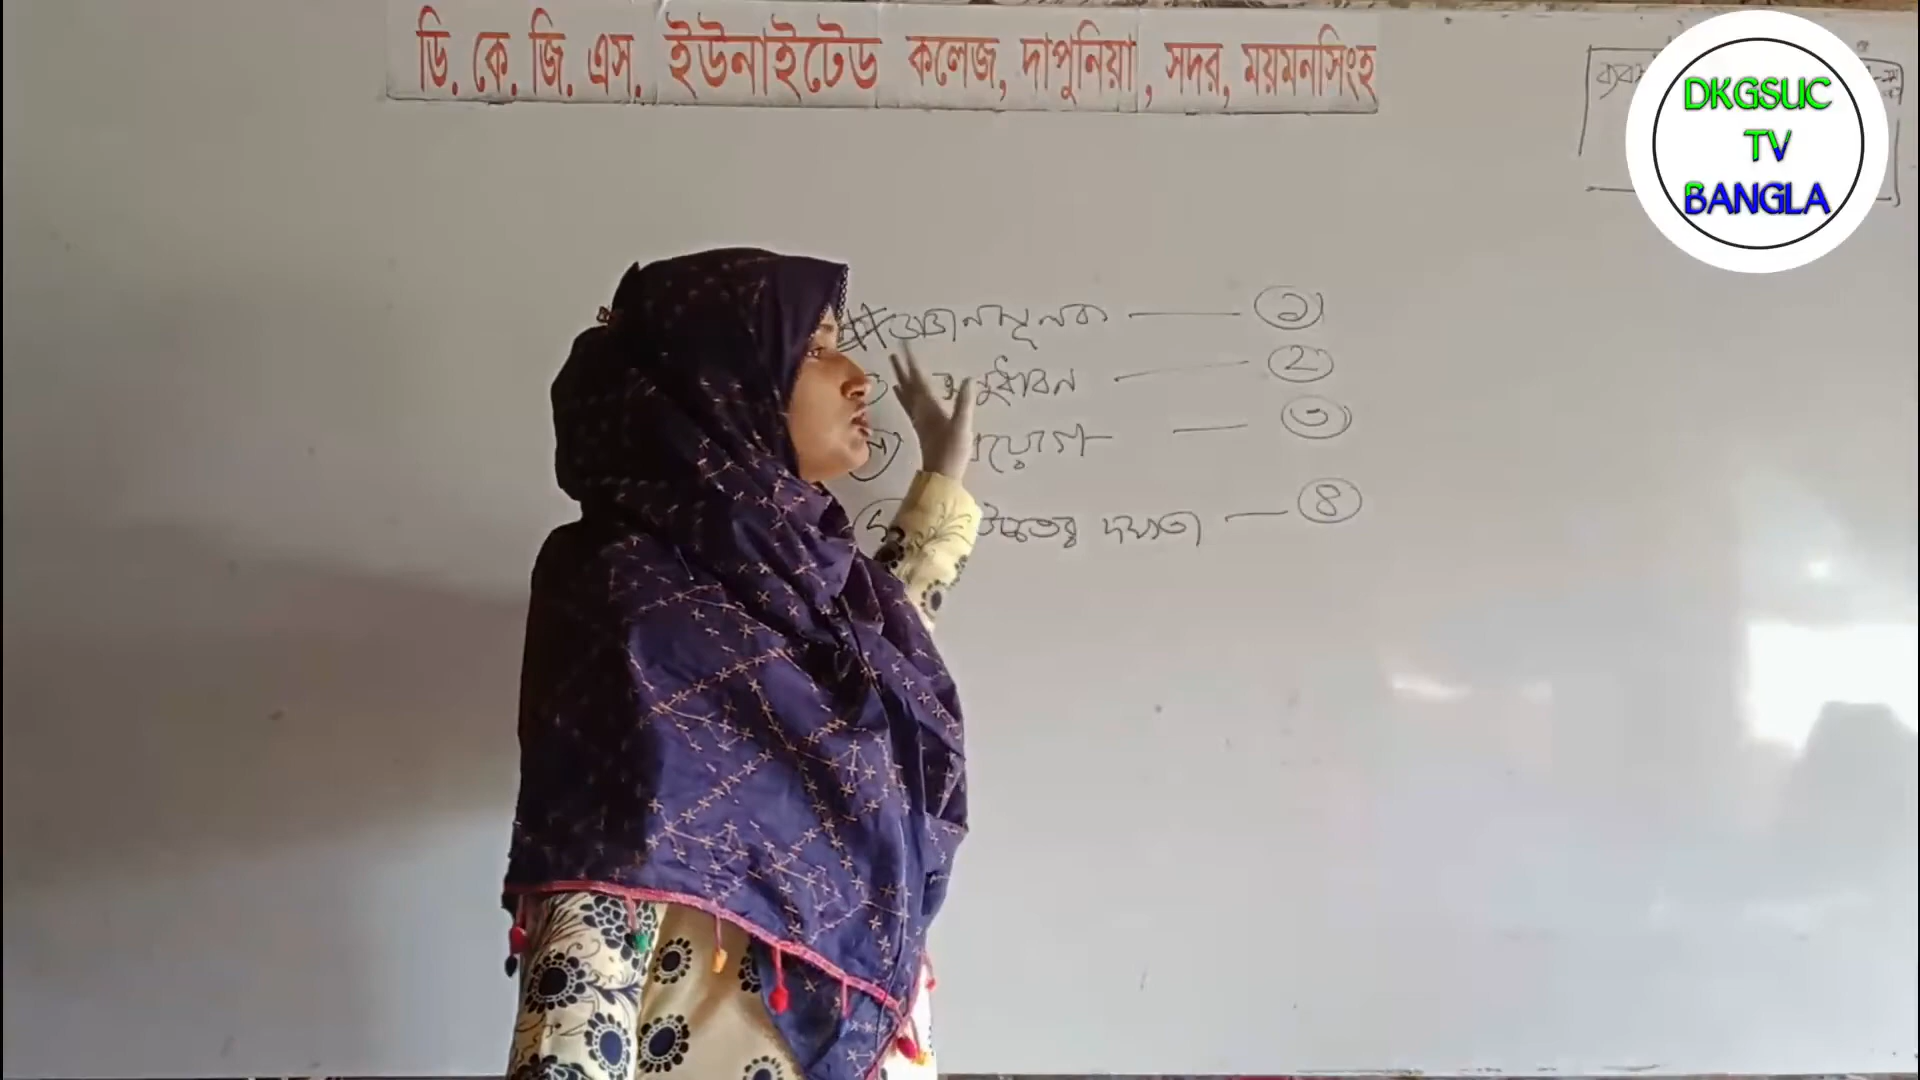 ডি. কে. জি. এস. ইউনাইটেড কলেজ, দাপুনিয়া, সদর, ময়মনসিংহ
DKGSUC
TV
BANGLA
জ্ঞানমূলক — ১
অনুধাবন — ২
— ৩
উচ্চতর দক্ষতা — ৪